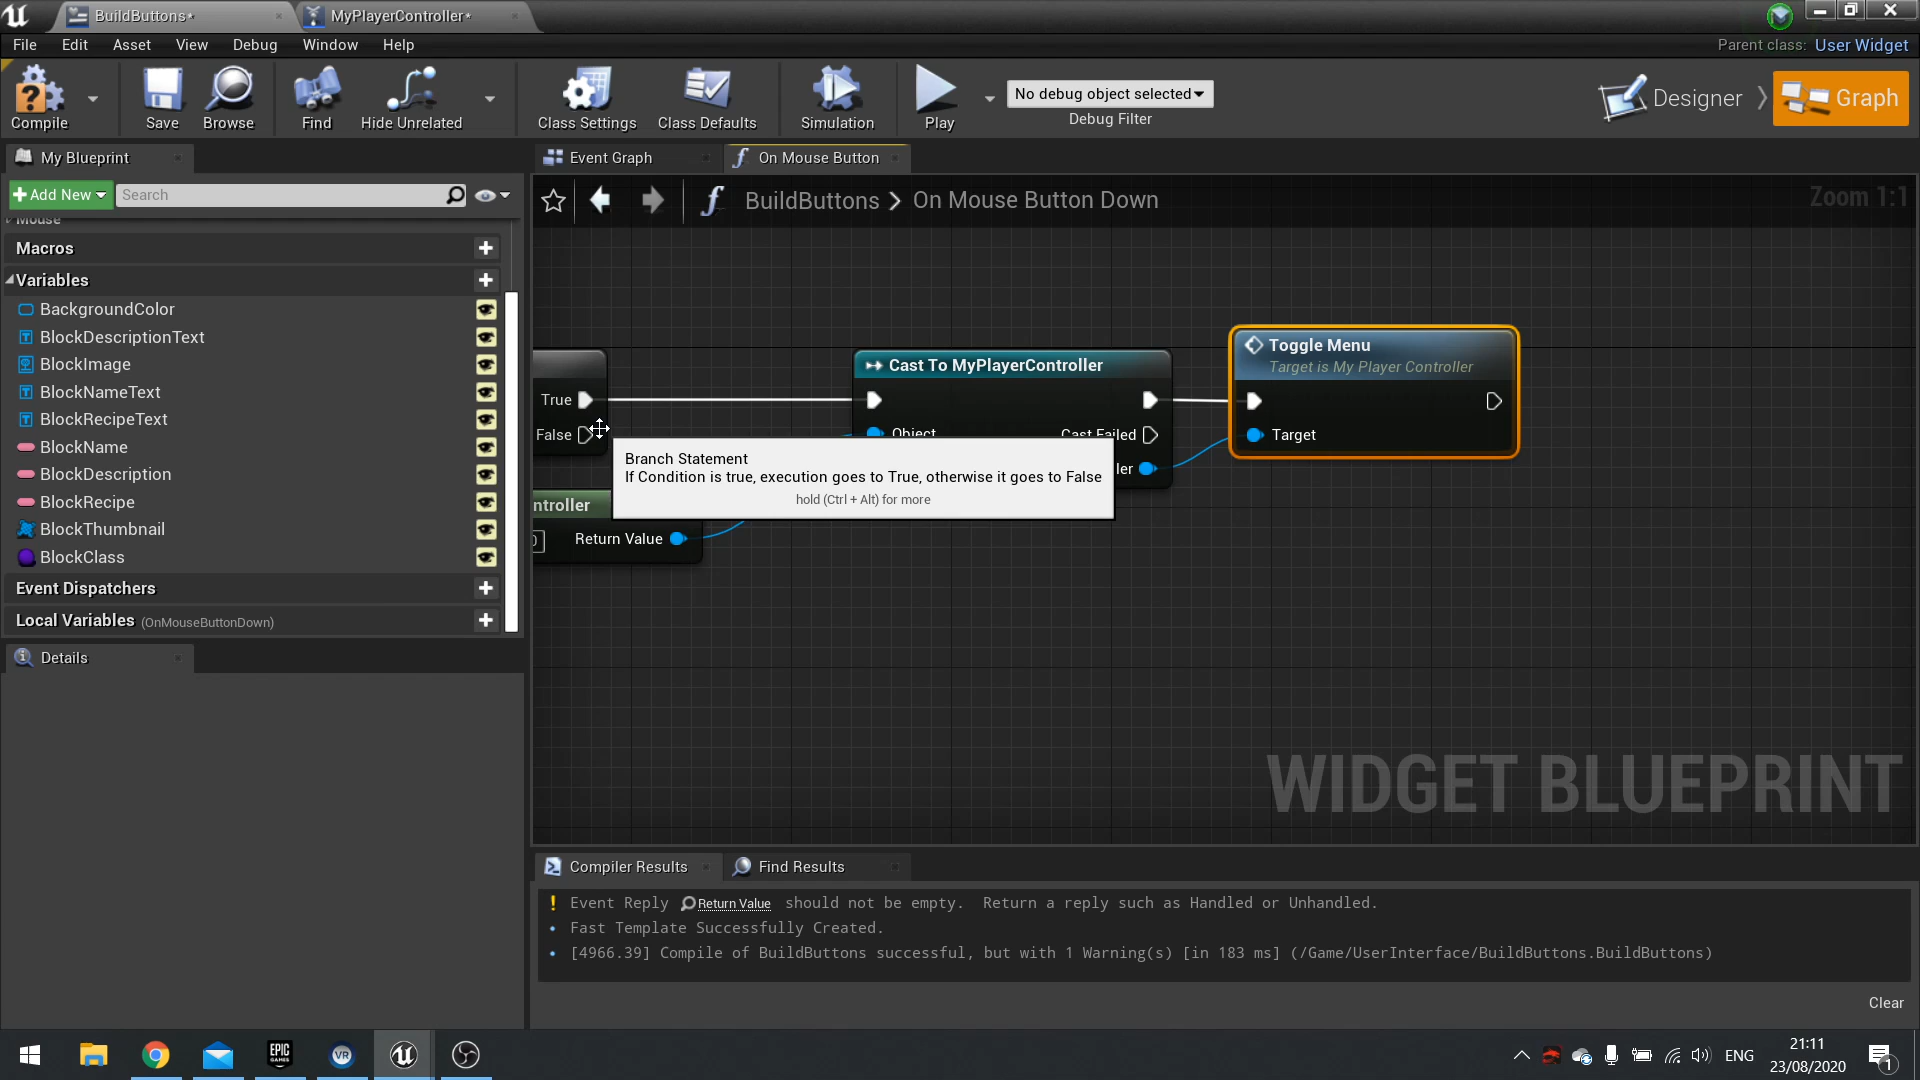 BuildButtons*
MyPlayerController*
File Edit Asset View Debug Window Help
Parent class: User Widget
Compile
Save
Browse
Find
Hide Unrelated
Class Settings
Class Defaults
Simulation
Play
No debug object selected
Debug Filter
Designer
Graph
My Blueprint
Event Graph
On Mouse Button
Add New
Search
BuildButtons > On Mouse Button Down
Zoom 1:1
Mouse
Macros
Variables
BackgroundColor
BlockDescriptionText
BlockImage
BlockNameText
BlockRecipeText
BlockName
BlockDescription
BlockRecipe
BlockThumbnail
BlockClass
Event Dispatchers
Local Variables (OnMouseButtonDown)
Details
True
False
ntroller
0
Return Value
Cast To MyPlayerController
Object
Cast Failed
ller
Toggle Menu
Target is My Player Controller
Target
Branch Statement
If Condition is true, execution goes to True, otherwise it goes to False
hold (Ctrl + Alt) for more
WIDGET BLUEPRINT
Compiler Results
Find Results
Event Reply Return Value should not be empty. Return a reply such as Handled or Unhandled.
Fast Template Successfully Created.
[4966.39] Compile of BuildButtons successful, but with 1 Warning(s) [in 183 ms] (/Game/UserInterface/BuildButtons.BuildButtons)
Clear
EPIC
GAMES
VR
ENG
21:11
23/08/2020
1